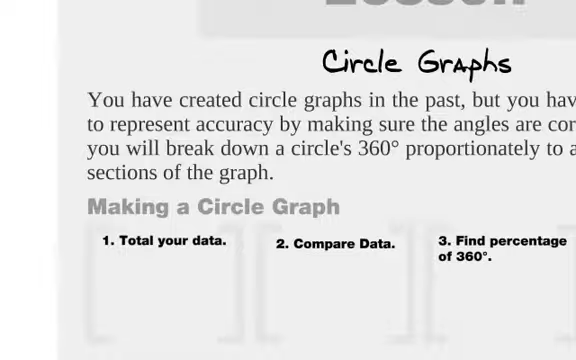 Lesson
Circle Graphs
You have created circle graphs in the past, but you hav
to represent accuracy by making sure the angles are cor
you will break down a circle's 360° proportionately to a
sections of the graph.
Making a Circle Graph
1. Total your data.
2. Compare Data.
3. Find percentage
of 360°.